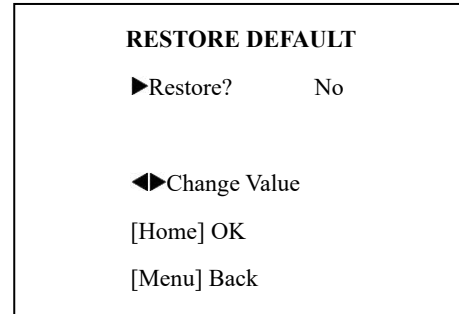 RESTORE DEFAULT
▶Restore? No
◀▶Change Value
[Home] OK
[Menu] Back